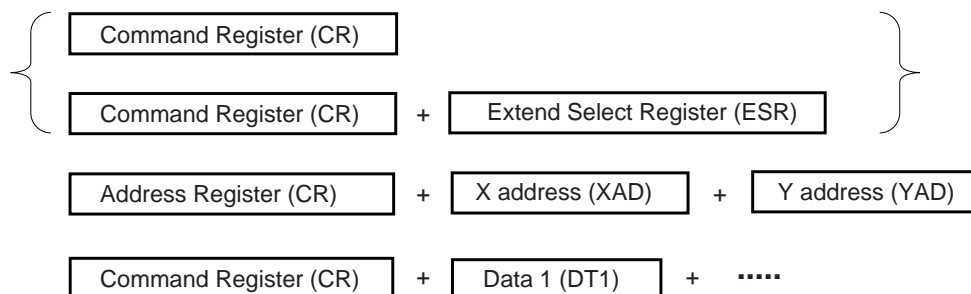 Command Register (CR)
Command Register (CR) + Extend Select Register (ESR)
Address Register (CR) + X address (XAD) + Y address (YAD)
Command Register (CR) + Data 1 (DT1) + .....